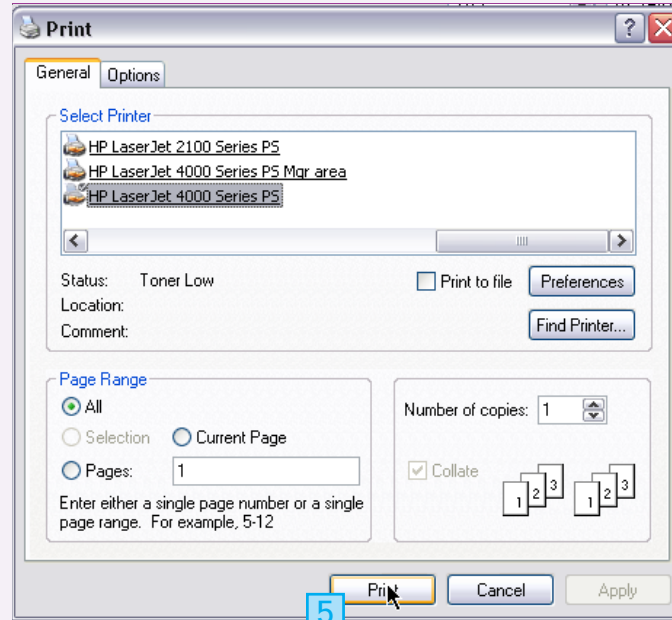 Print
General Options
Select Printer
HP LaserJet 2100 Series PS
HP LaserJet 4000 Series PS Mgr area
HP LaserJet 4000 Series PS
Status: Toner Low
Print to file
Preferences
Location:
Comment:
Find Printer...
Page Range
All
Selection Current Page
Pages: 1
Enter either a single page number or a single
page range. For example, 5-12
Number of copies: 1
Collate
1 2 3 1 2 3
Print Cancel Apply
5